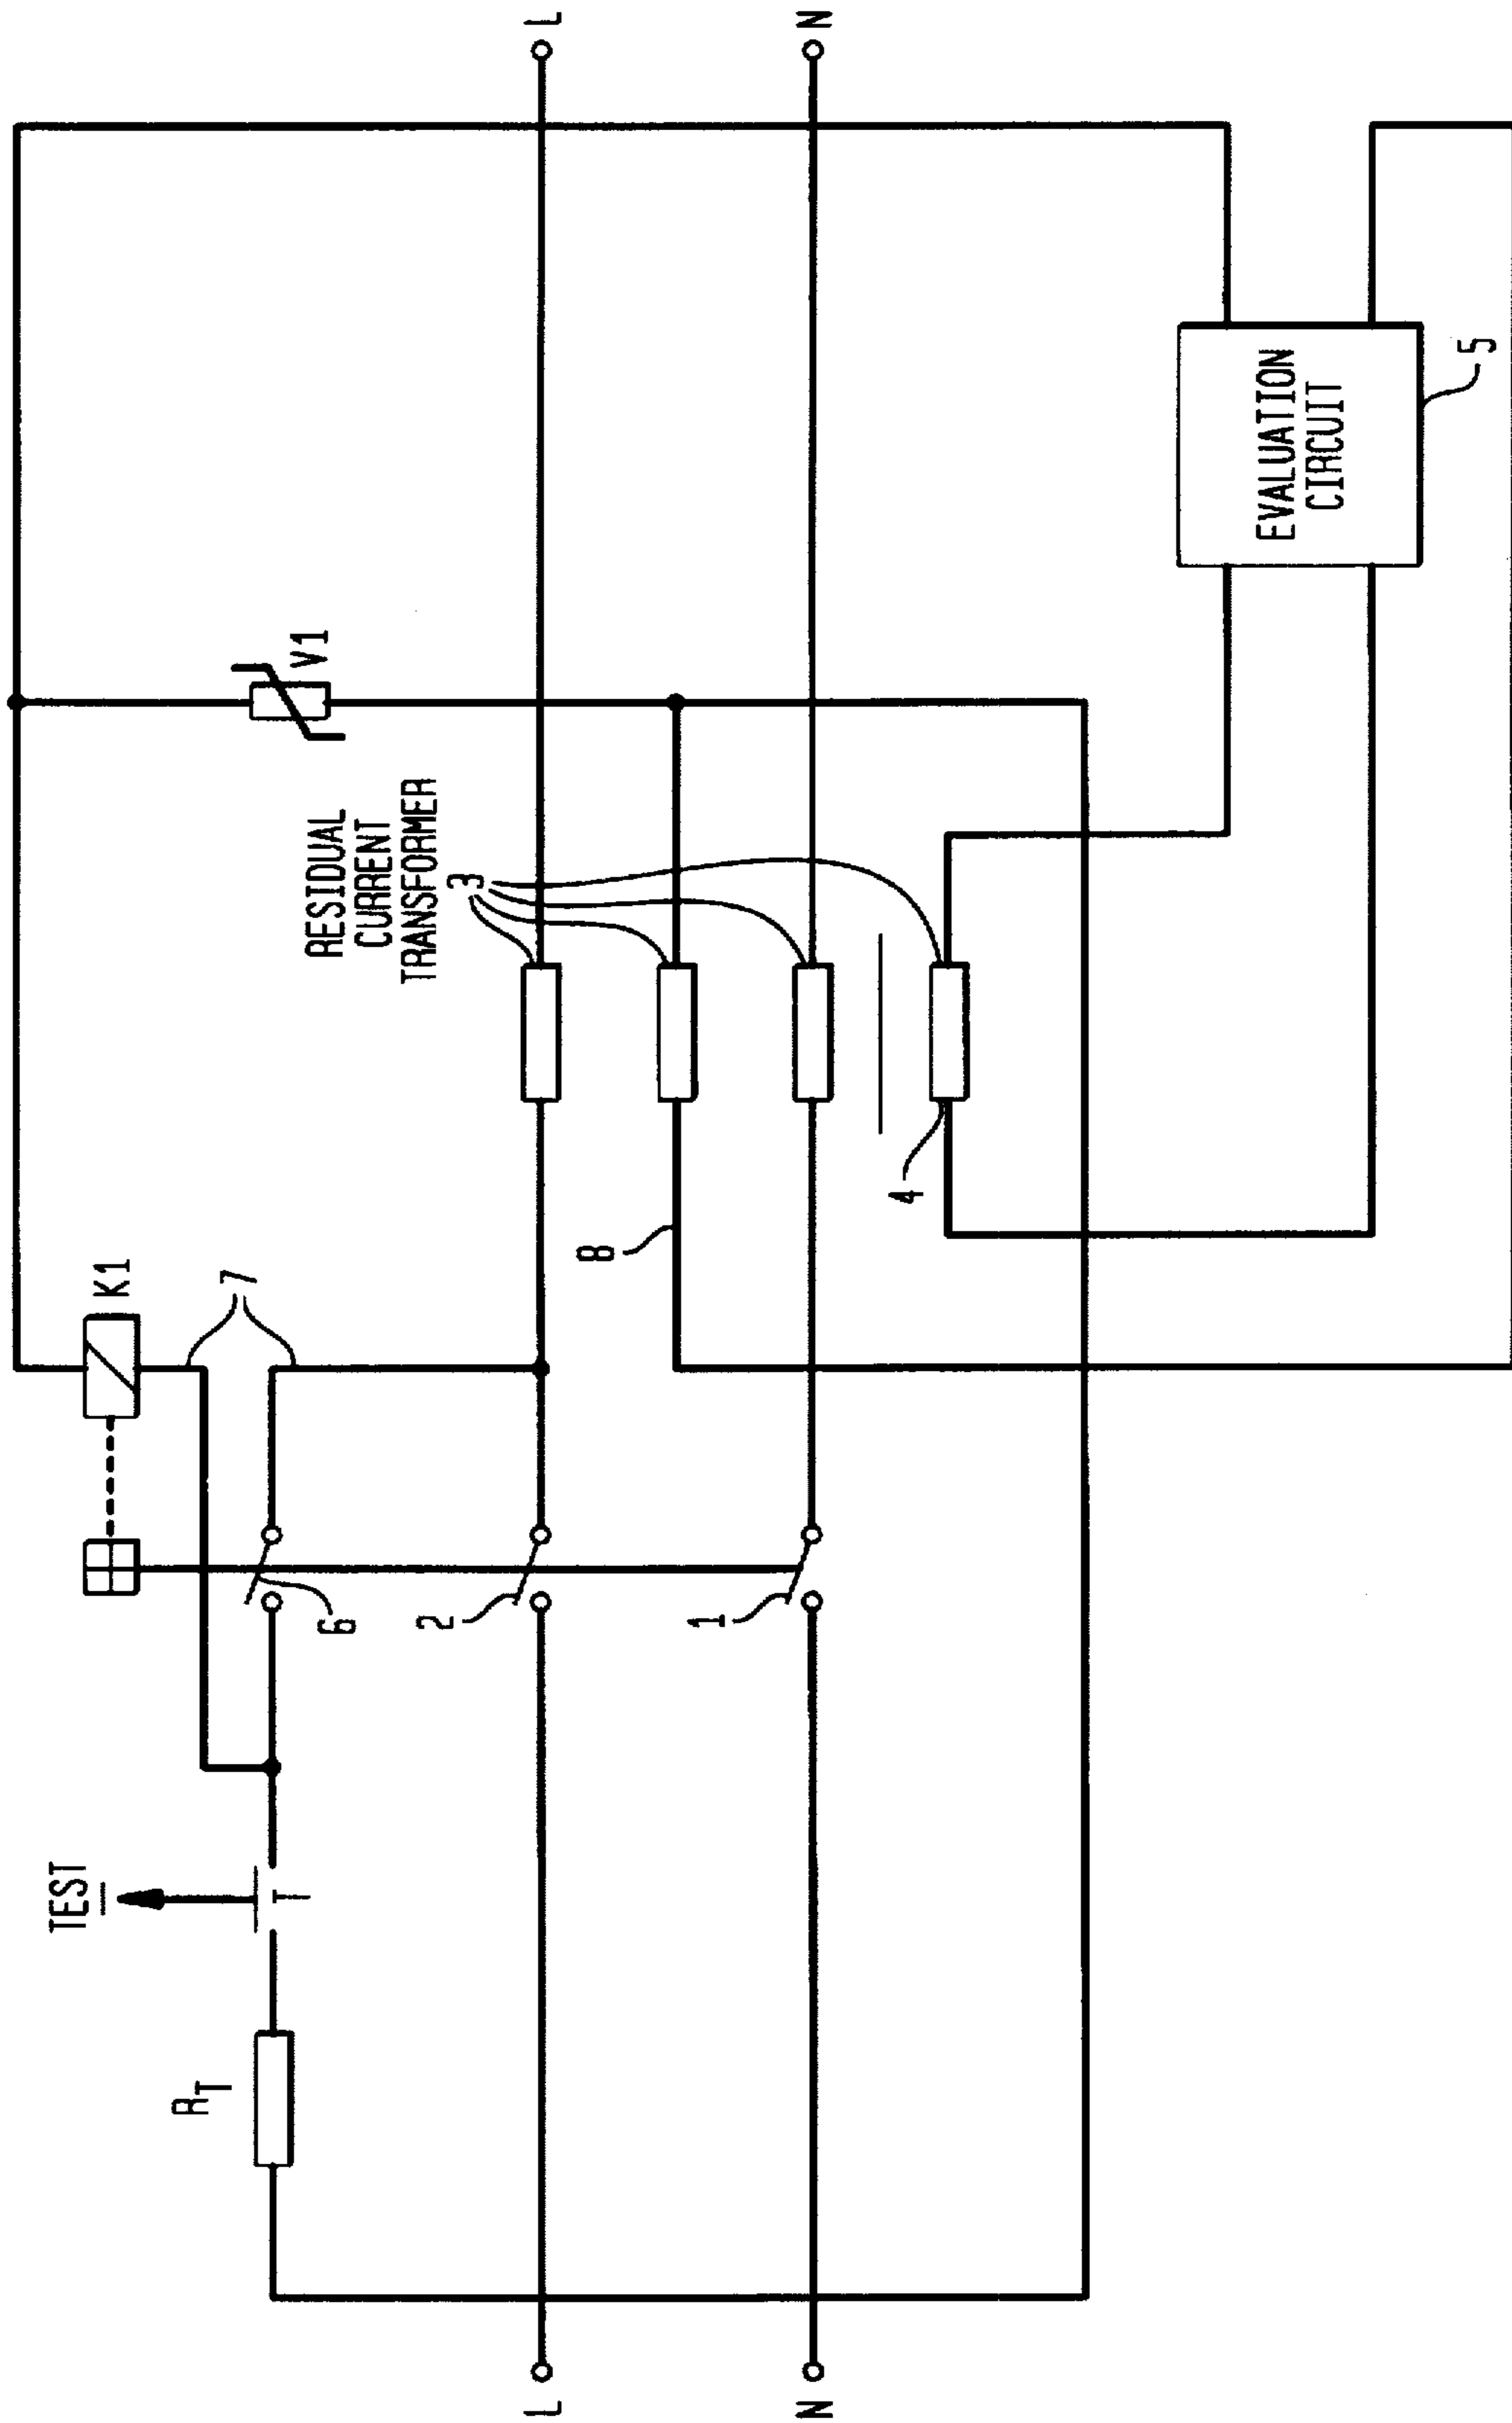 TEST
T
R_T
K1
7
6
2
1
L
N
8
4
RESIDUAL
CURRENT
TRANSFORMER
3
V1
EVALUATION
CIRCUIT
5
L
N